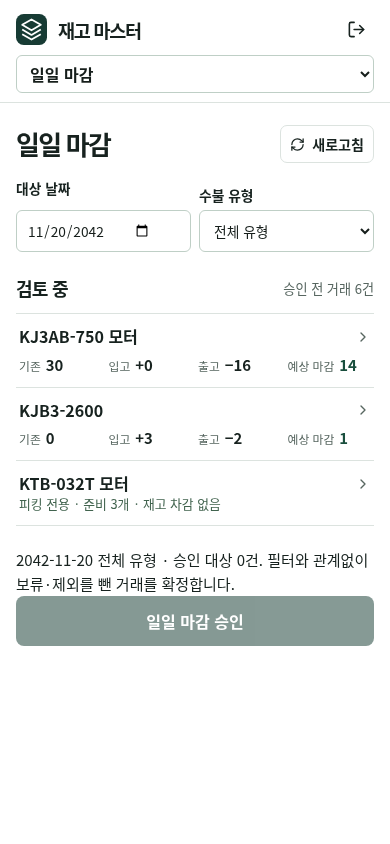 재고 마스터
일일 마감
일일 마감
새로고침
대상 날짜
수불 유형
11/20/2042
전체 유형
검토 중
승인 전 거래 6건
KJ3AB-750 모터
기존 30 입고 +0 출고 −16 예상 마감 14
KJB3-2600
기존 0 입고 +3 출고 −2 예상 마감 1
KTB-032T 모터
피킹 전용 · 준비 3개 · 재고 차감 없음
2042-11-20 전체 유형 · 승인 대상 0건. 필터와 관계없이
보류·제외를 뺀 거래를 확정합니다.
일일 마감 승인